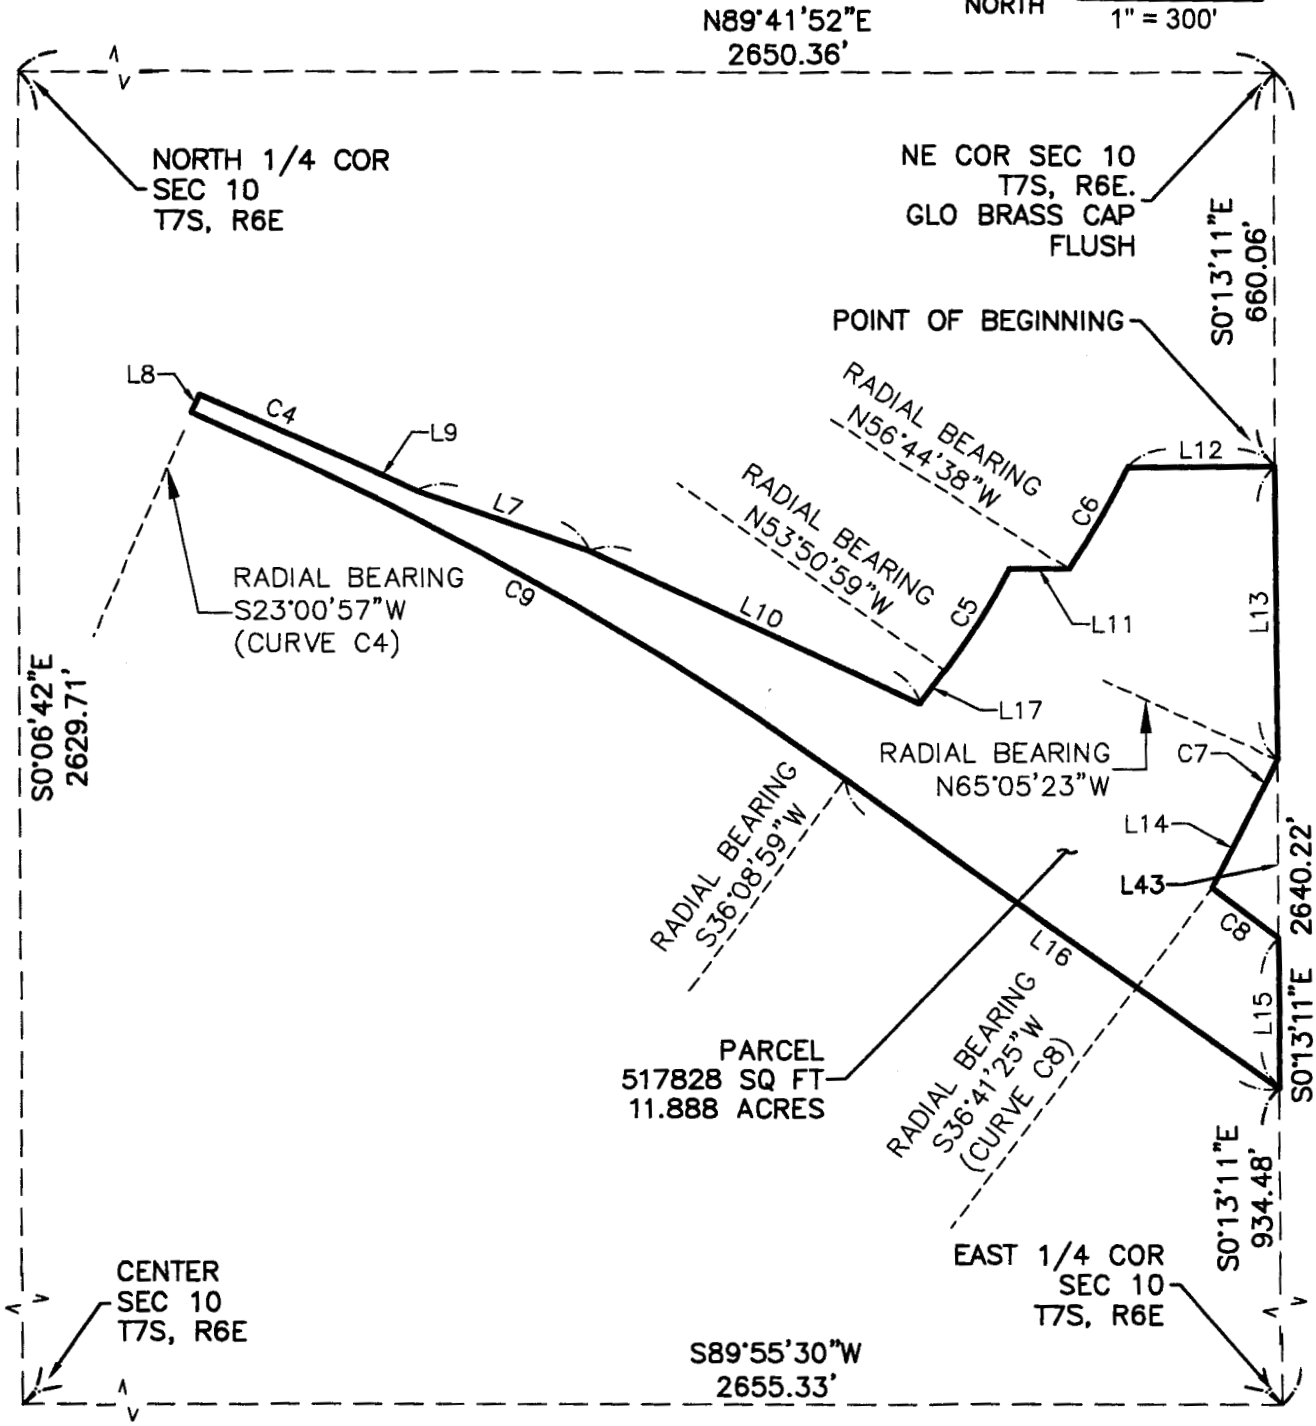 NORTH
1" = 300'
N89°41'52"E
2650.36'
NORTH 1/4 COR
SEC 10
T7S, R6E
NE COR SEC 10
T7S, R6E.
GLO BRASS CAP
FLUSH
S0°13'11"E
660.06'
POINT OF BEGINNING
L8
C4
L9
L7
RADIAL BEARING
N56°44'38"W
L12
C6
RADIAL BEARING
N53°50'59"W
RADIAL BEARING
S23°00'57"W
(CURVE C4)
C9
L10
C5
L11
L13
L17
S0°06'42"E
2629.71'
RADIAL BEARING
N65°05'23"W
C7
L14
L43
RADIAL BEARING
S36°08'59"W
C8
S0°13'11"E 2640.22'
L16
L15
RADIAL BEARING
S36°41'25"W
(CURVE C8)
PARCEL
517828 SQ FT
11.888 ACRES
S0°13'11"E
934.48'
CENTER
SEC 10
T7S, R6E
EAST 1/4 COR
SEC 10
T7S, R6E
S89°55'30"W
2655.33'